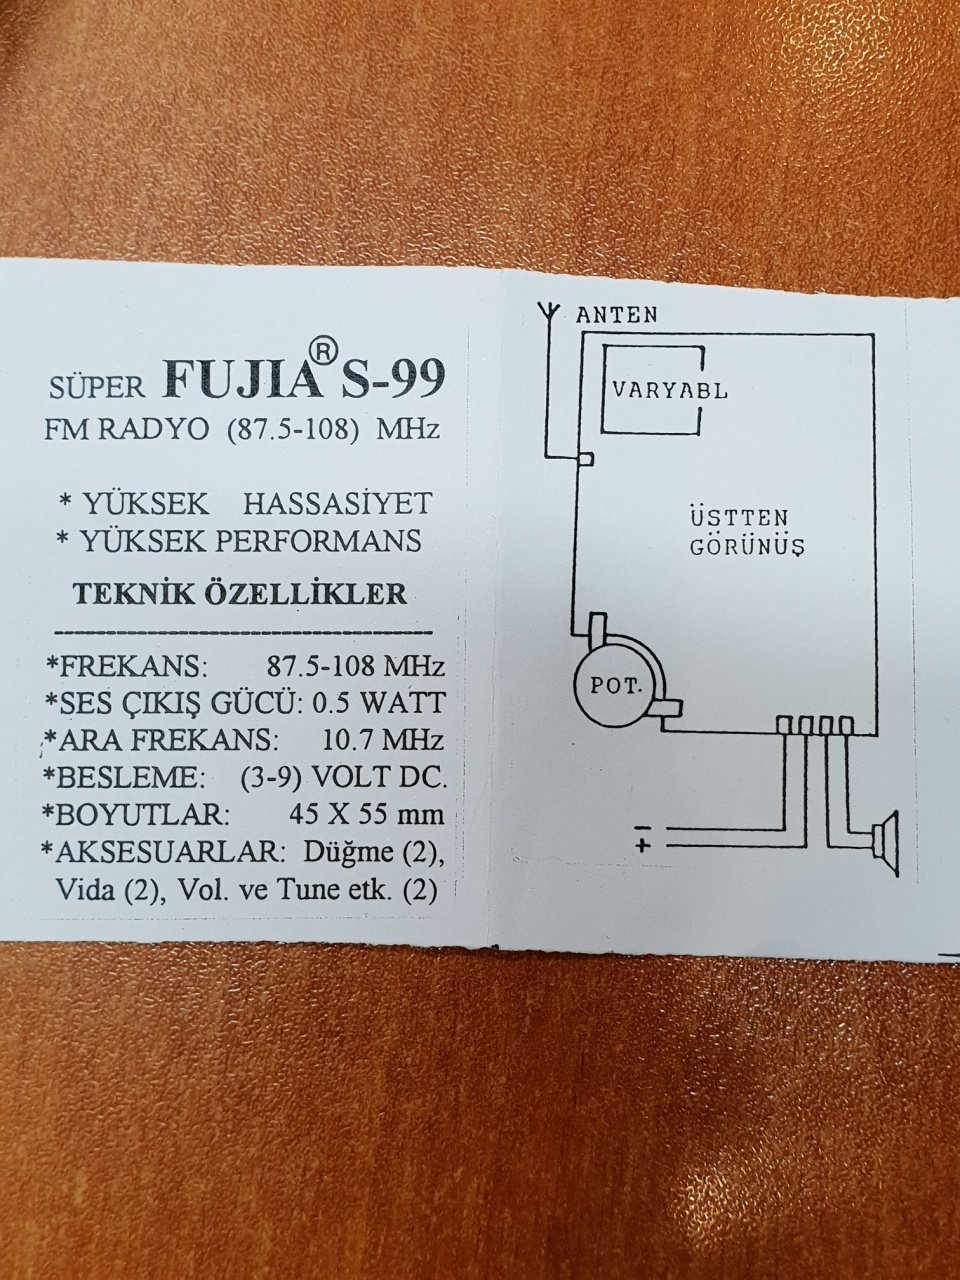 SÜPER FUJIA® S-99
FM RADYO (87.5-108) MHz
* YÜKSEK HASSASİYET
* YÜKSEK PERFORMANS
TEKNİK ÖZELLİKLER
--------------------------------------------------
*FREKANS: 87.5-108 MHz
*SES ÇIKIŞ GÜCÜ: 0.5 WATT
*ARA FREKANS: 10.7 MHz
*BESLEME: (3-9) VOLT DC.
*BOYUTLAR: 45 X 55 mm
*AKSESUARLAR: Düğme (2),
Vida (2), Vol. ve Tune etk. (2)
ANTEN
VARYABL
ÜSTTEN
GÖRÜNÜŞ
POT.
-
+